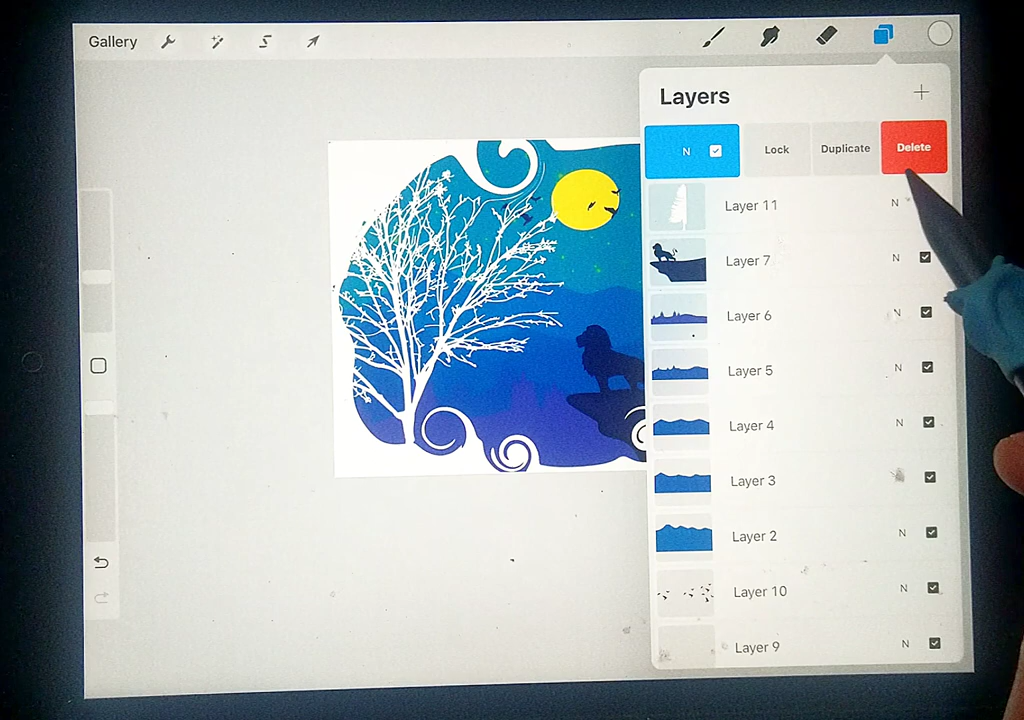 Gallery
Layers
N Lock Duplicate Delete
Layer 11 N
Layer 7 N
Layer 6 N
Layer 5 N
Layer 4 N
Layer 3
Layer 2 N
Layer 10 N
Layer 9 N